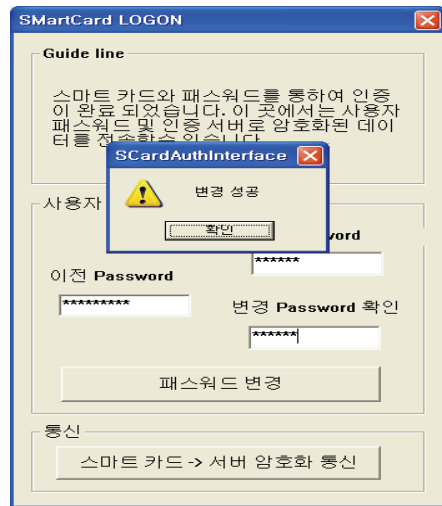 SMartCard LOGON
Guide line
스마트 카드와 패스워드를 통하여 인증
이 완료 되었습니다. 이 곳에서는 사용자
패스워드 및 인증 서버로 암호화된 데이
터를 전송할수 있습니다
SCardAuthInterface
변경 성공
확인
사용자
이전 Password
*********
******
변경 Password 확인
******
패스워드 변경
통신
스마트 카드 -> 서버 암호화 통신